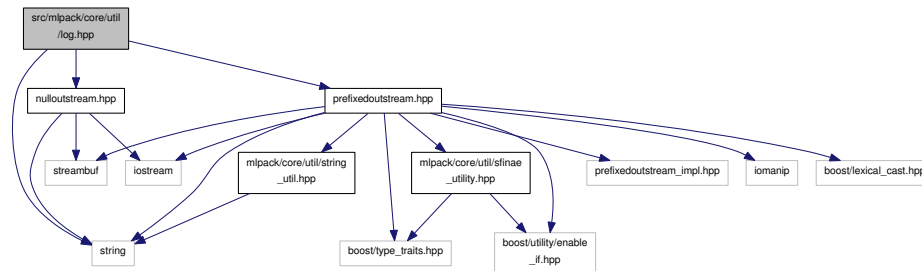 src/mlpack/core/util
/log.hpp
nulloutstream.hpp
prefixedoutstream.hpp
streambuf
iostream
mlpack/core/util/string
_util.hpp
mlpack/core/util/sfinae
_utility.hpp
prefixedoutstream_impl.hpp
iomanip
boost/lexical_cast.hpp
string
boost/type_traits.hpp
boost/utility/enable
_if.hpp